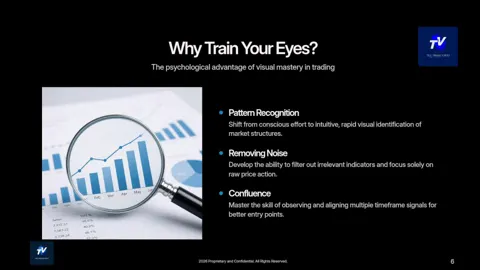 Why Train Your Eyes?
The psychological advantage of visual mastery in trading
TV
Pattern Recognition
Shift from conscious effort to intuitive, rapid visual identification of
market structures.
Removing Noise
Develop the ability to filter out irrelevant indicators and focus solely on
raw price action.
Confluence
Master the skill of observing and aligning multiple timeframe signals for
better entry points.
TV
2026 Proprietary and Confidential. All Rights Reserved.
6